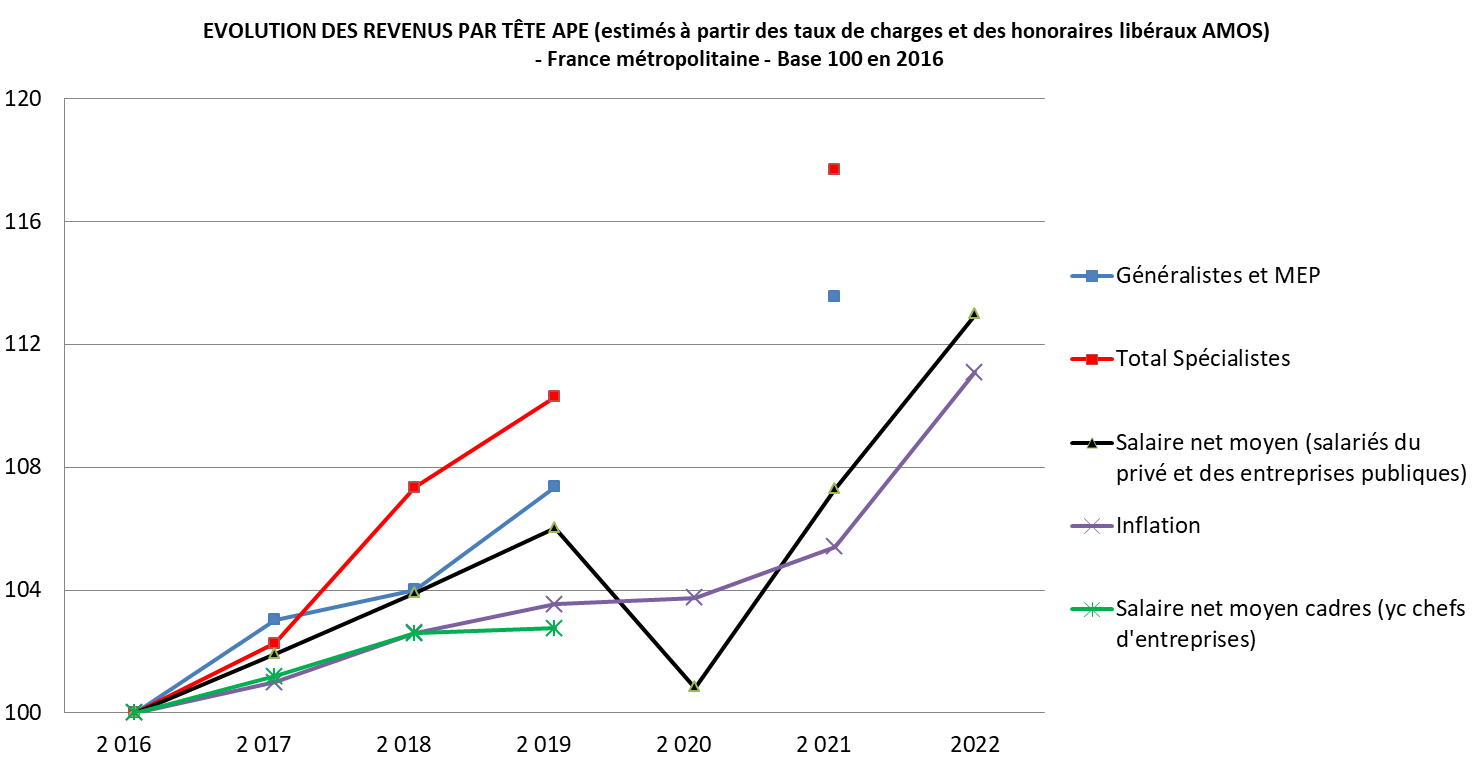 EVOLUTION DES REVENUS PAR TÊTE APE (estimés à partir des taux de charges et des honoraires libéraux AMOS)
- France métropolitaine - Base 100 en 2016
120
116
112
108
104
100
2 016
2 017
2 018
2 019
2 020
2 021
2022
Généralistes et MEP
Total Spécialistes
Salaire net moyen (salariés du
privé et des entreprises publiques)
Inflation
Salaire net moyen cadres (yc chefs
d'entreprises)